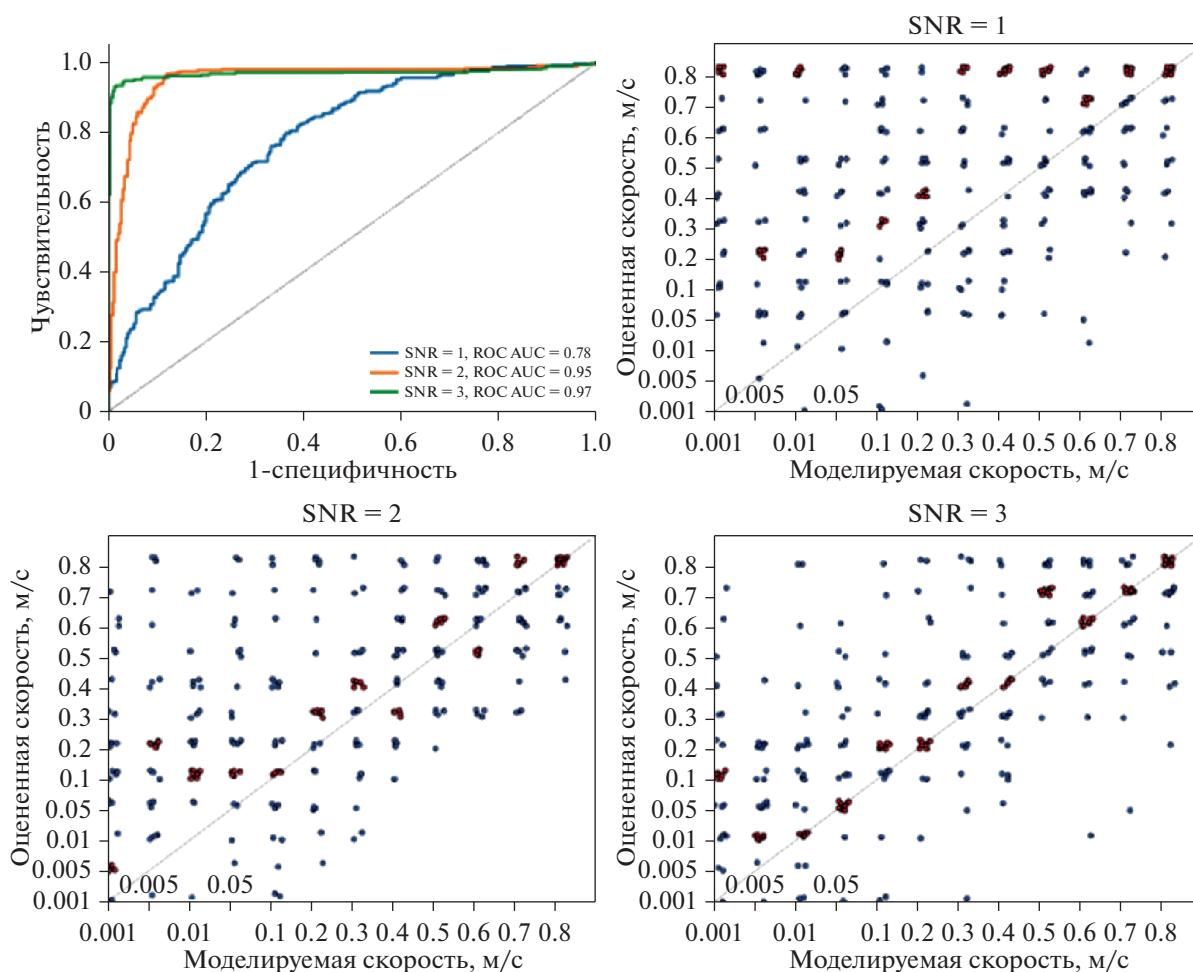 SNR = 1
1.0
0.8
0.6
0.4
0.2
0
Чувствительность
SNR = 1, ROC AUC = 0.78
SNR = 2, ROC AUC = 0.95
SNR = 3, ROC AUC = 0.97
0 0.2 0.4 0.6 0.8 1.0
1-специфичность
Оцененная скорость, м/с
0.8
0.7
0.6
0.5
0.4
0.3
0.2
0.1
0.05
0.01
0.005
0.001
0.005 0.05
0.001 0.01 0.1 0.2 0.3 0.4 0.5 0.6 0.7 0.8
Моделируемая скорость, м/с
SNR = 2
Оцененная скорость, м/с
0.8
0.7
0.6
0.5
0.4
0.3
0.2
0.1
0.05
0.01
0.005
0.001
0.005 0.05
0.001 0.01 0.1 0.2 0.3 0.4 0.5 0.6 0.7 0.8
Моделируемая скорость, м/с
SNR = 3
Оцененная скорость, м/с
0.8
0.7
0.6
0.5
0.4
0.3
0.2
0.1
0.05
0.01
0.005
0.001
0.005 0.05
0.001 0.01 0.1 0.2 0.3 0.4 0.5 0.6 0.7 0.8
Моделируемая скорость, м/с